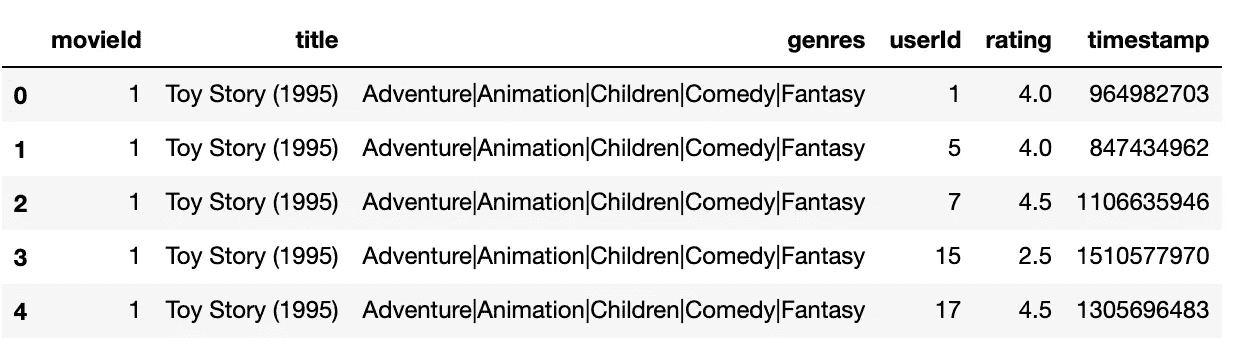 movieId title genres userId rating timestamp
0 1 Toy Story (1995) Adventure|Animation|Children|Comedy|Fantasy 1 4.0 964982703
1 1 Toy Story (1995) Adventure|Animation|Children|Comedy|Fantasy 5 4.0 847434962
2 1 Toy Story (1995) Adventure|Animation|Children|Comedy|Fantasy 7 4.5 1106635946
3 1 Toy Story (1995) Adventure|Animation|Children|Comedy|Fantasy 15 2.5 1510577970
4 1 Toy Story (1995) Adventure|Animation|Children|Comedy|Fantasy 17 4.5 1305696483